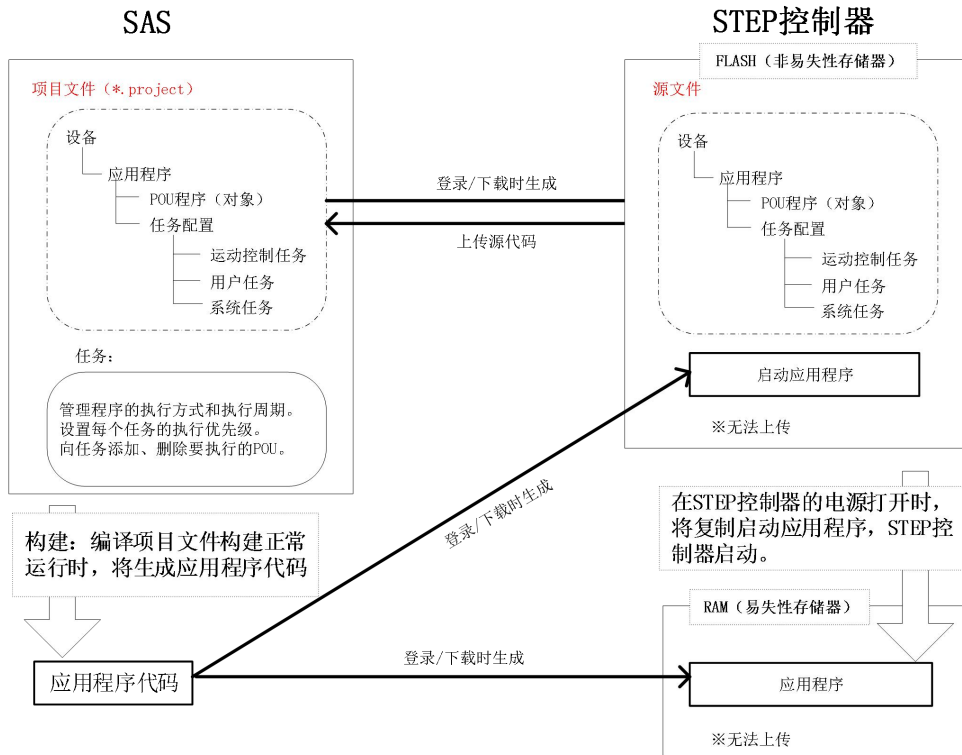 SAS
STEP控制器
FLASH（非易失性存储器）
项目文件（*.project）
设备
应用程序
POU程序（对象）
任务配置
运动控制任务
用户任务
系统任务
任务：
管理程序的执行方式和执行周期。
设置每个任务的执行优先级。
向任务添加、删除要执行的POU。
登录/下载时生成
上传源代码
源文件
设备
应用程序
POU程序（对象）
任务配置
运动控制任务
用户任务
系统任务
启动应用程序
※无法上传
登录/下载时生成
构建：编译项目文件构建正常
运行时，将生成应用程序代码
在STEP控制器的电源打开时，
将复制启动应用程序，STEP控
制器启动。
RAM（易失性存储器）
应用程序代码
登录/下载时生成
应用程序
※无法上传